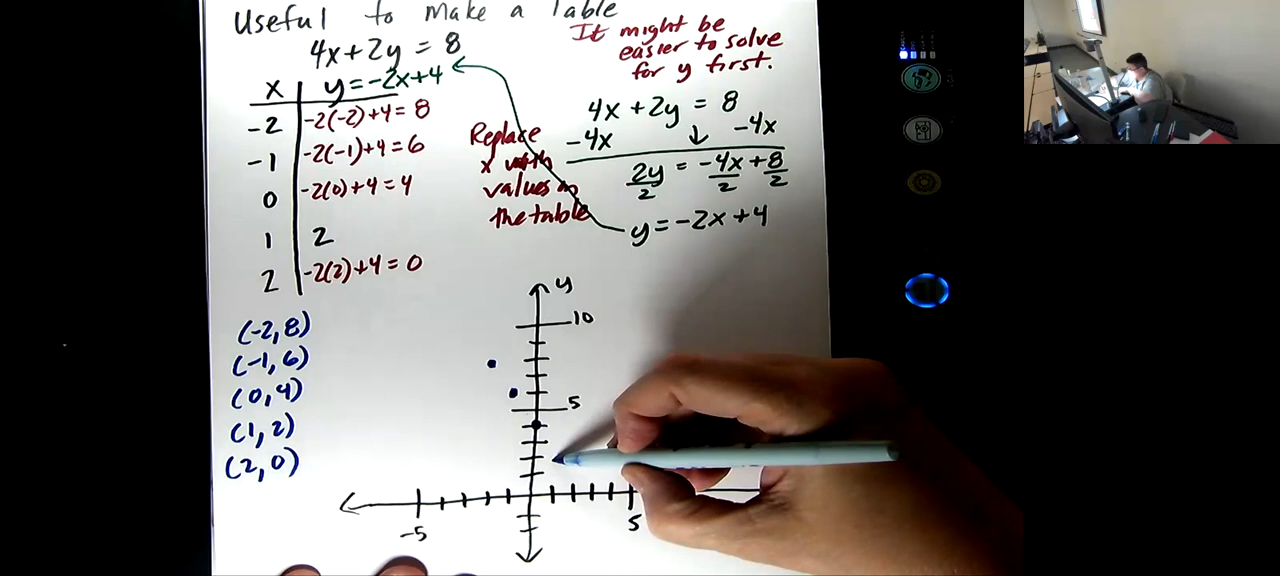 Useful to Make a Table
4x+2y = 8
x y=-2x+4
-2 -2(-2)+4=8
-1 -2(-1)+4=6
0 -2(0)+4=4
1 2
2 -2(2)+4=0
It might be
easier to solve
for y first.
4x+2y = 8
-4x ↓ -4x
2y/2 = -4x/2 + 8/2
y=-2x+4
Replace
x with
values in
the table
(-2,8)
(-1,6)
(0,4)
(1,2)
(2,0)
y
10
5
-5 5